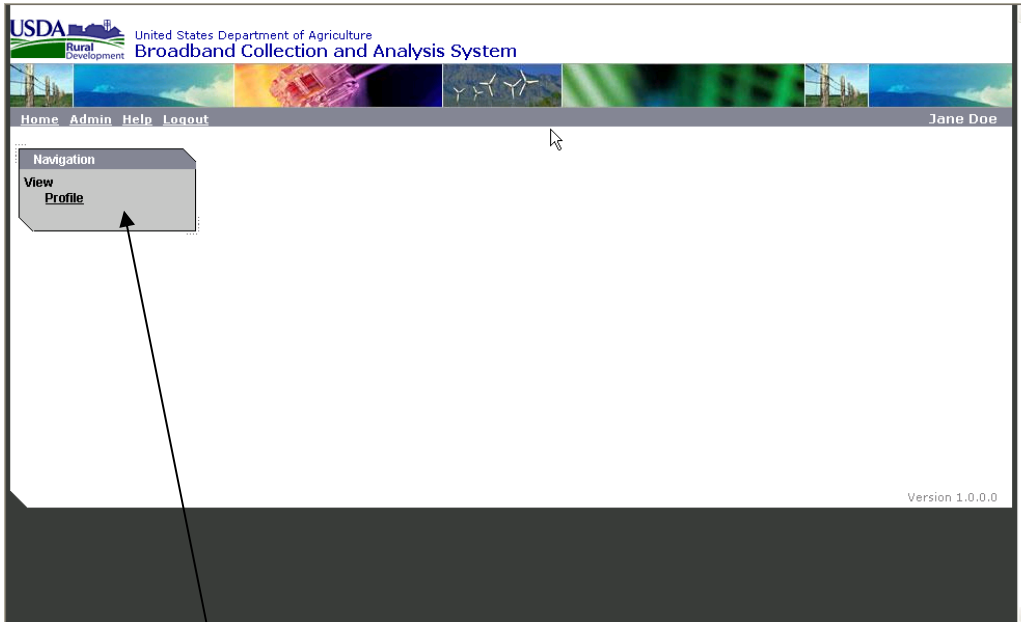 USDA
Rural
Development
United States Department of Agriculture
Broadband Collection and Analysis System
Home Admin Help Logout
Jane Doe
Navigation
View
Profile
Version 1.0.0.0